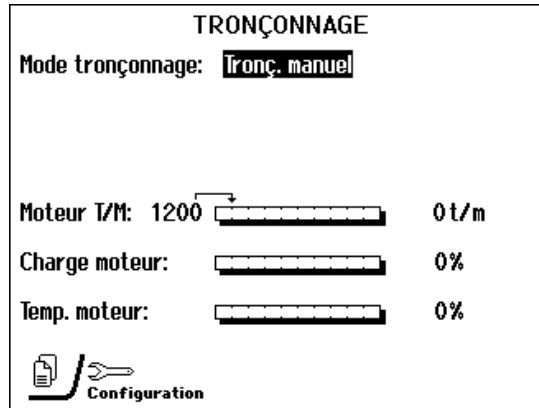 TRONÇONNAGE
Mode tronçonnage: Tronç. manuel
Moteur T/M: 1200 0 t/m
Charge moteur: 0%
Temp. moteur: 0%
Configuration